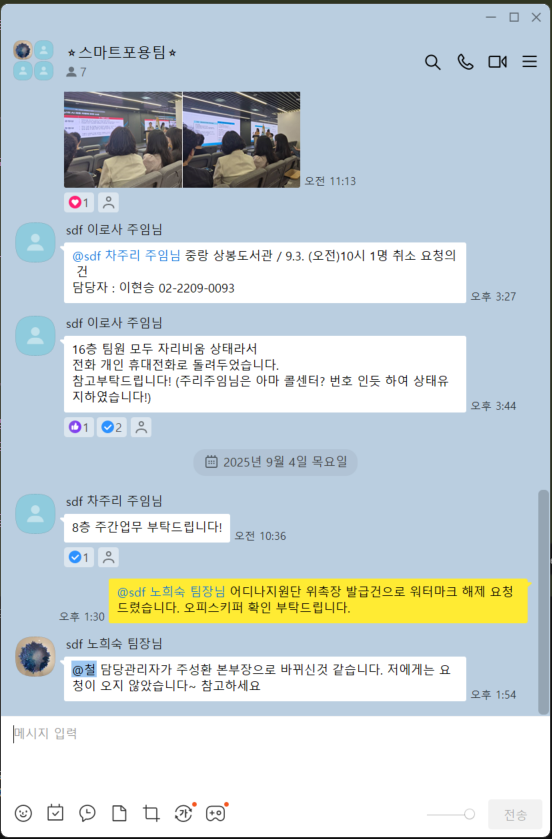 ⭐스마트포용팀⭐
7
오전 11:13
1
sdf 이로사 주임님
@sdf 차주리 주임님 중랑 상봉도서관 / 9.3. (오전)10시 1명 취소 요청의
건
담당자 : 이현승 02-2209-0093
오후 3:27
sdf 이로사 주임님
16층 팀원 모두 자리비움 상태라서
전화 개인 휴대전화로 돌려두었습니다.
참고부탁드립니다! (주리주임님은 아마 콜센터? 번호 인듯 하여 상태유
지하였습니다!)
오후 3:44
1 2
2025년 9월 4일 목요일
sdf 차주리 주임님
8층 주간업무 부탁드립니다!
오전 10:36
1
@sdf 노희숙 팀장님 어디나지원단 위촉장 발급건으로 워터마크 해제 요청
드렸습니다. 오피스키퍼 확인 부탁드립니다.
오후 1:30
sdf 노희숙 팀장님
@철 담당관리자가 주성환 본부장으로 바뀌신것 같습니다. 저에게는 요
청이 오지 않았습니다~ 참고하세요
오후 1:54
메시지 입력
가
전송